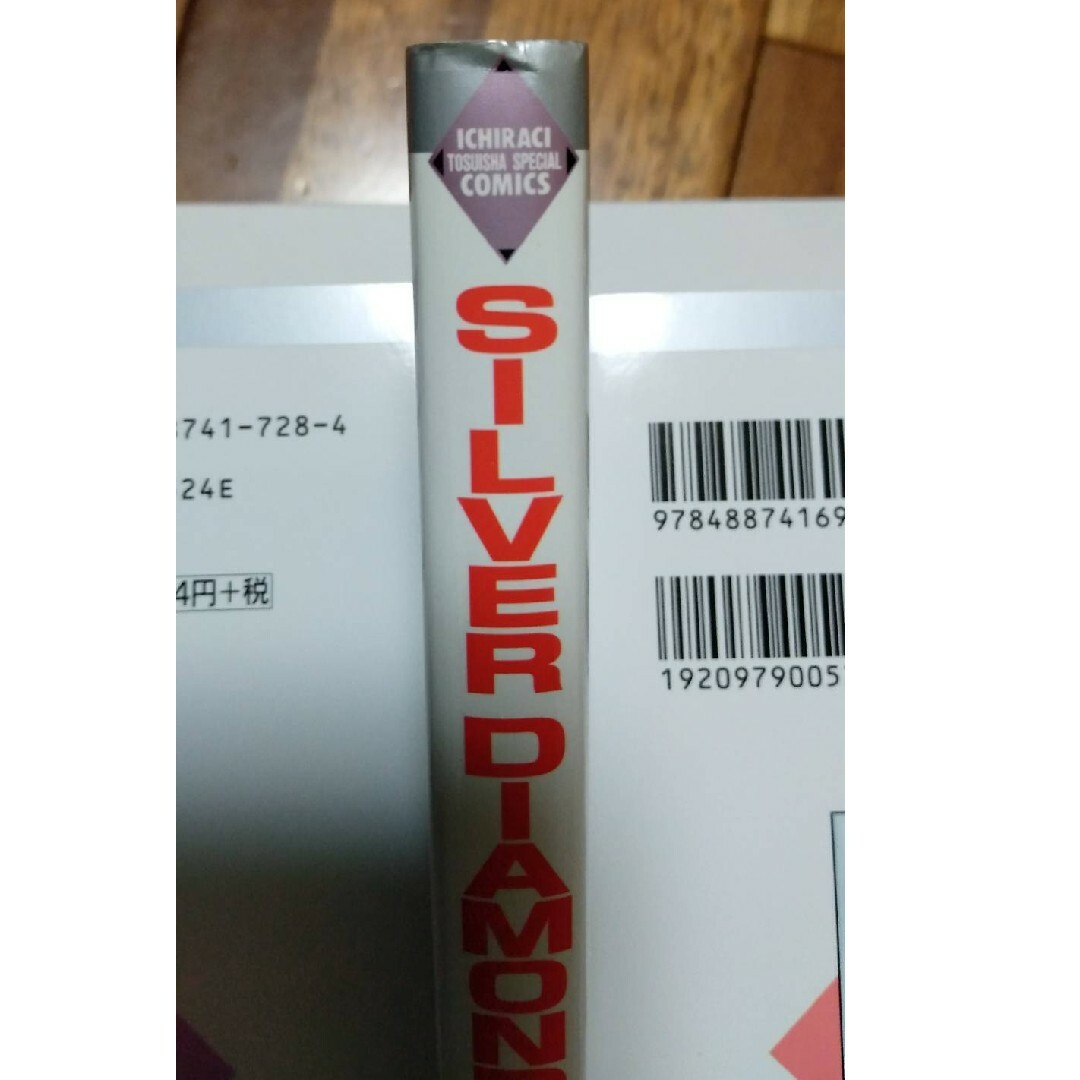 ICHIRACI
TOSUISHA SPECIAL
COMICS
SILVER DIAMON
741-728-4
24E
4円+税
97848874169
1920979005